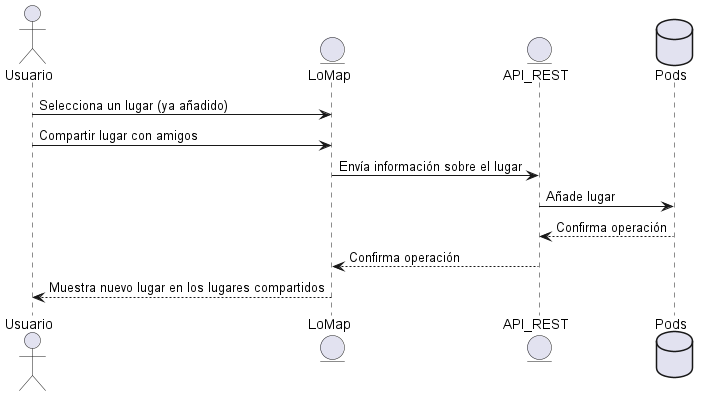 Usuario
LoMap
API_REST
Pods
Selecciona un lugar (ya añadido)
Compartir lugar con amigos
Envía información sobre el lugar
Añade lugar
Confirma operación
Confirma operación
Muestra nuevo lugar en los lugares compartidos
Usuario
LoMap
API_REST
Pods